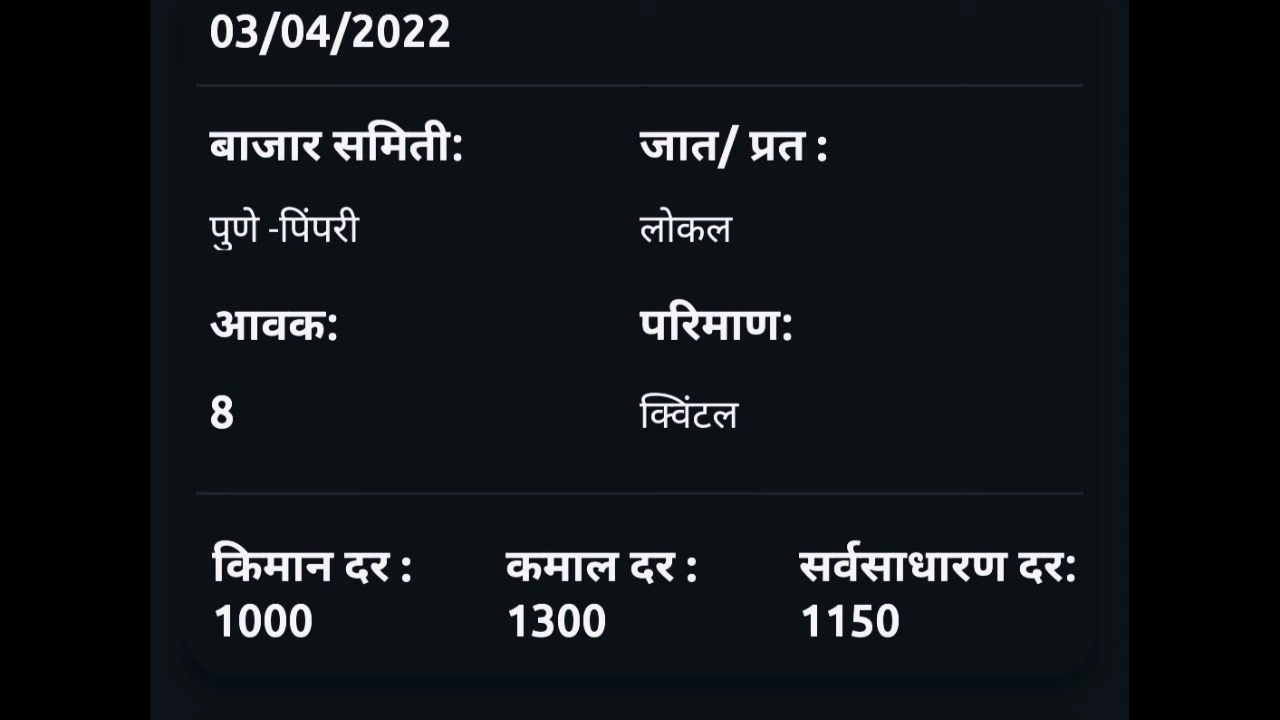 03/04/2022
बाजार समिती: जात/ प्रत :
पुणे -पिंपरी लोकल
आवक: परिमाण:
8 क्विंटल
किमान दर : कमाल दर : सर्वसाधारण दर:
1000 1300 1150